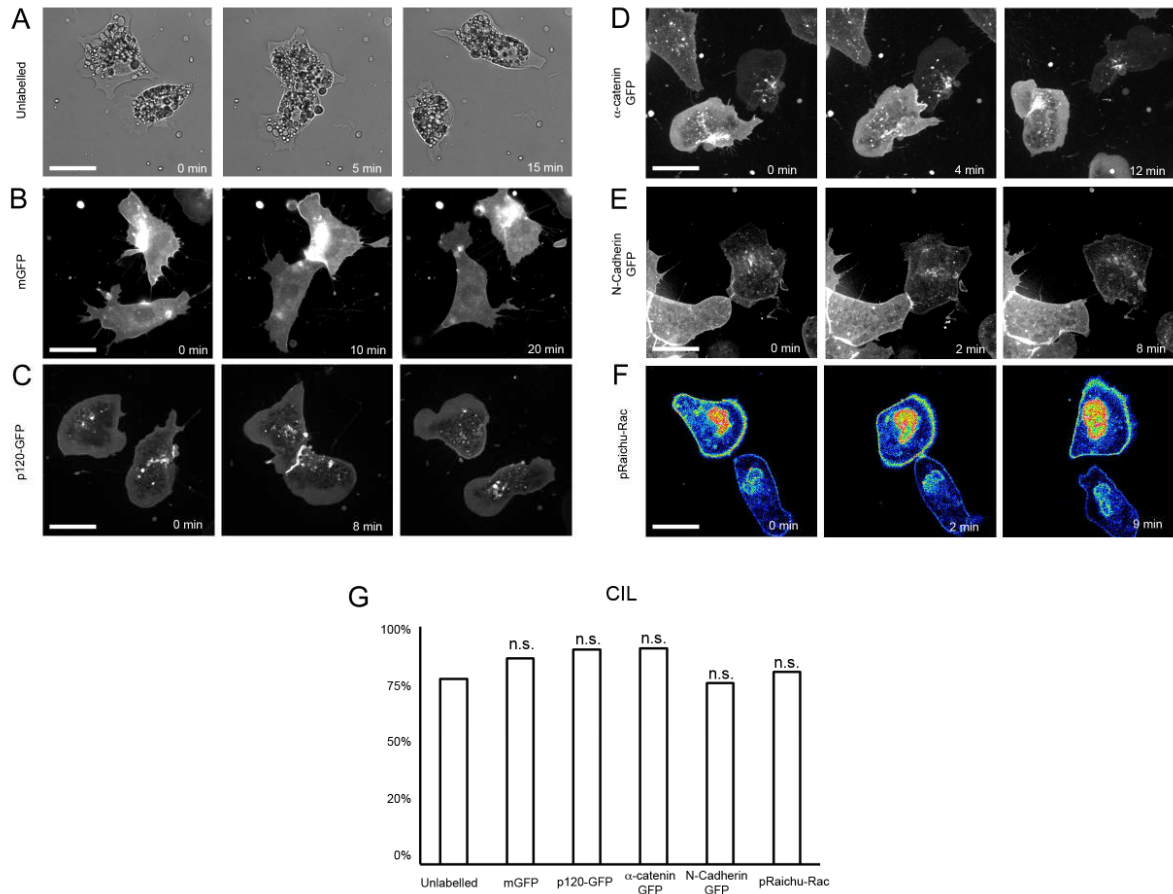 A
Unlabelled
0 min
5 min
15 min
B
mGFP
0 min
10 min
20 min
C
p120-GFP
0 min
8 min
D
α-catenin
GFP
0 min
4 min
12 min
E
N-Cadherin
GFP
0 min
2 min
8 min
F
pRaichu-Rac
0 min
2 min
9 min
G
CIL
100%
75%
50%
20%
0%
n.s.
n.s.
n.s.
n.s.
n.s.
Unlabelled
mGFP
p120-GFP
α-catenin
GFP
N-Cadherin
GFP
pRaichu-Rac